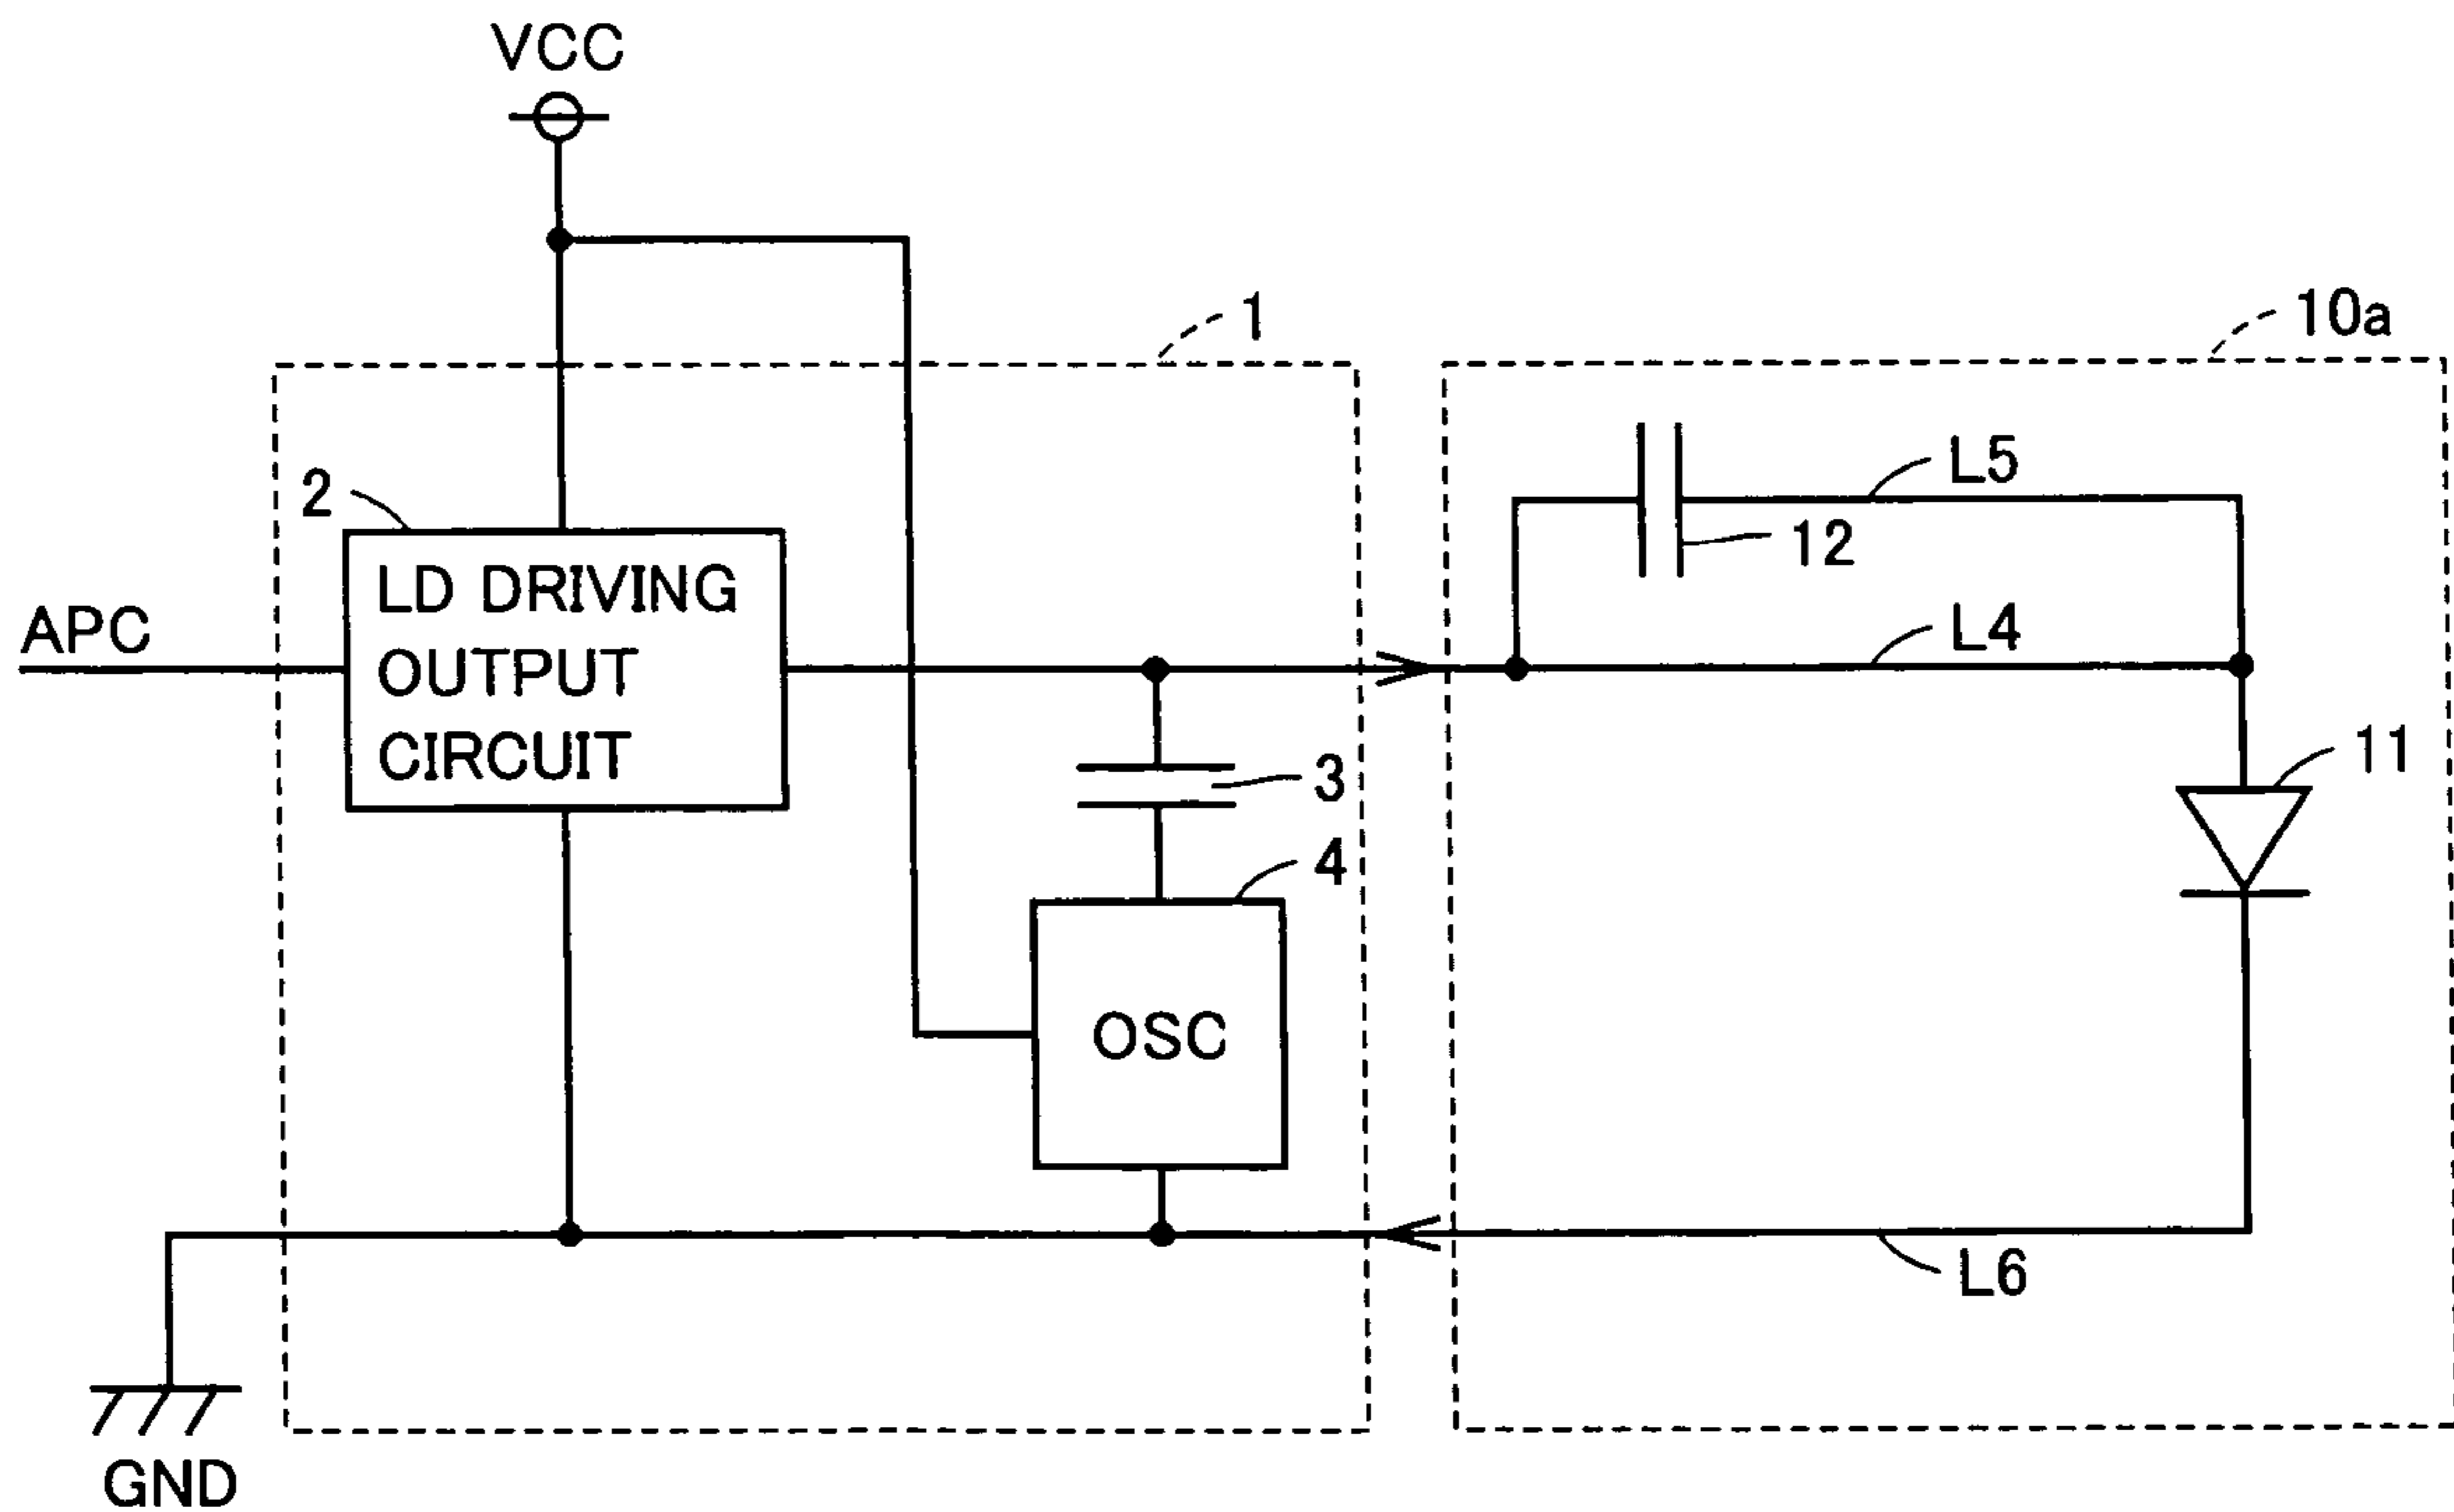 VCC
1
10a
L5
2
12
LD DRIVING
OUTPUT
CIRCUIT
APC
L4
11
3
4
OSC
L6
GND